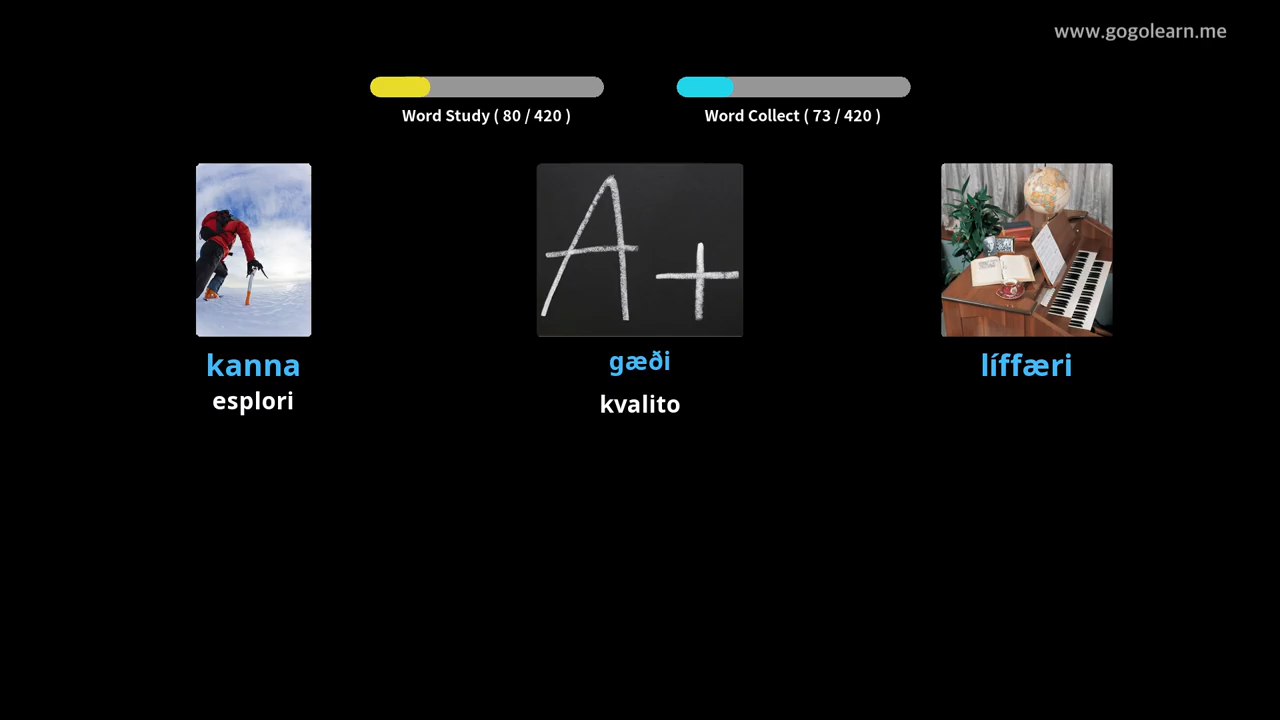 www.gogolearn.me
Word Study ( 80 / 420 )
Word Collect ( 73 / 420 )
A+
kanna
esplori
gæði
kvalito
líffæri